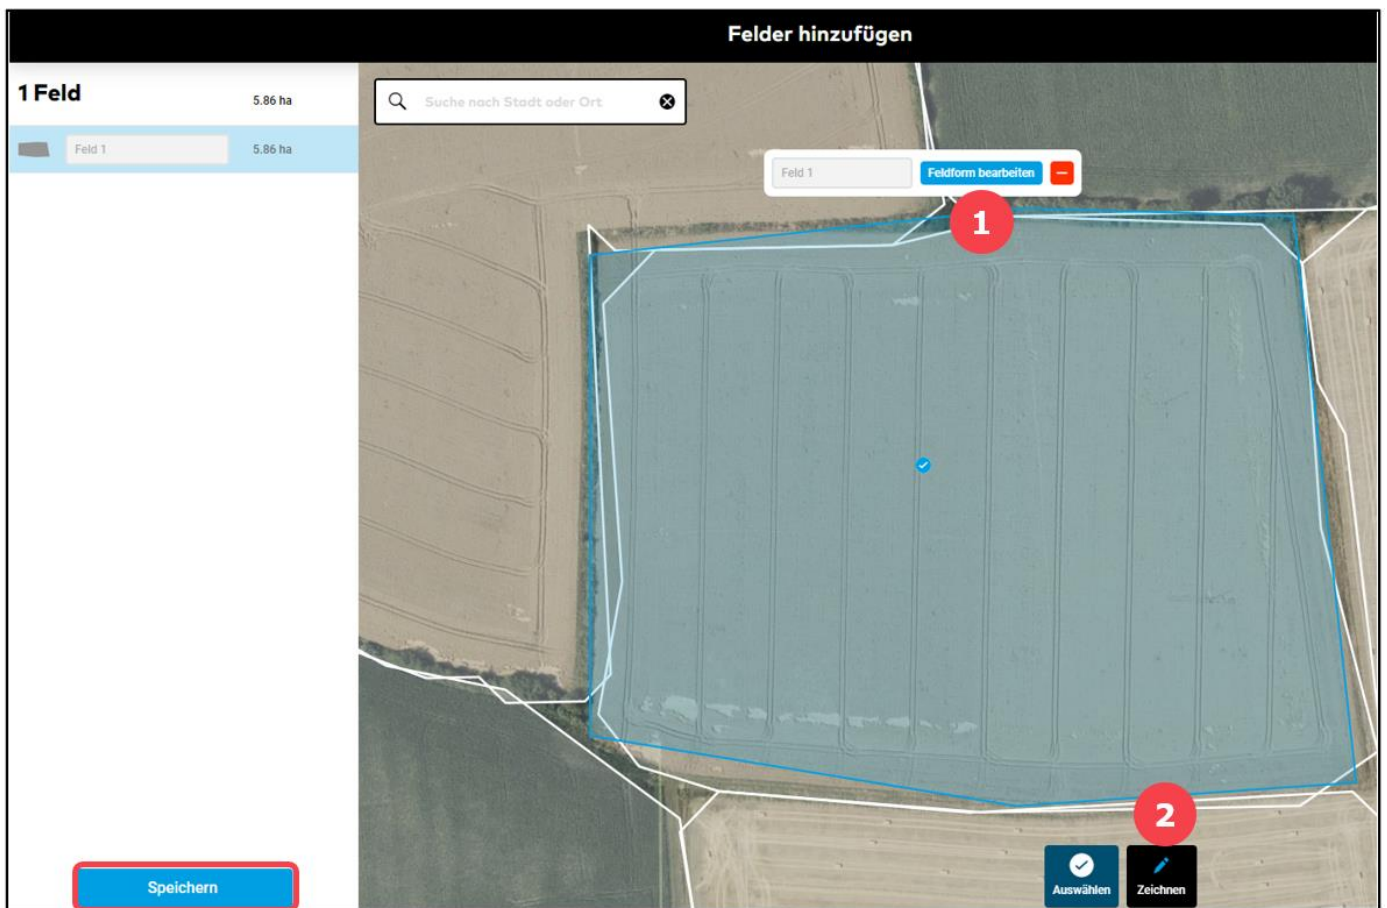 Felder hinzufügen
1 Feld
5.86 ha
Feld 1
5.86 ha
Suche nach Stadt oder Ort
Feld 1
Feldform bearbeiten
1
2
Auswählen
Zeichnen
Speichern